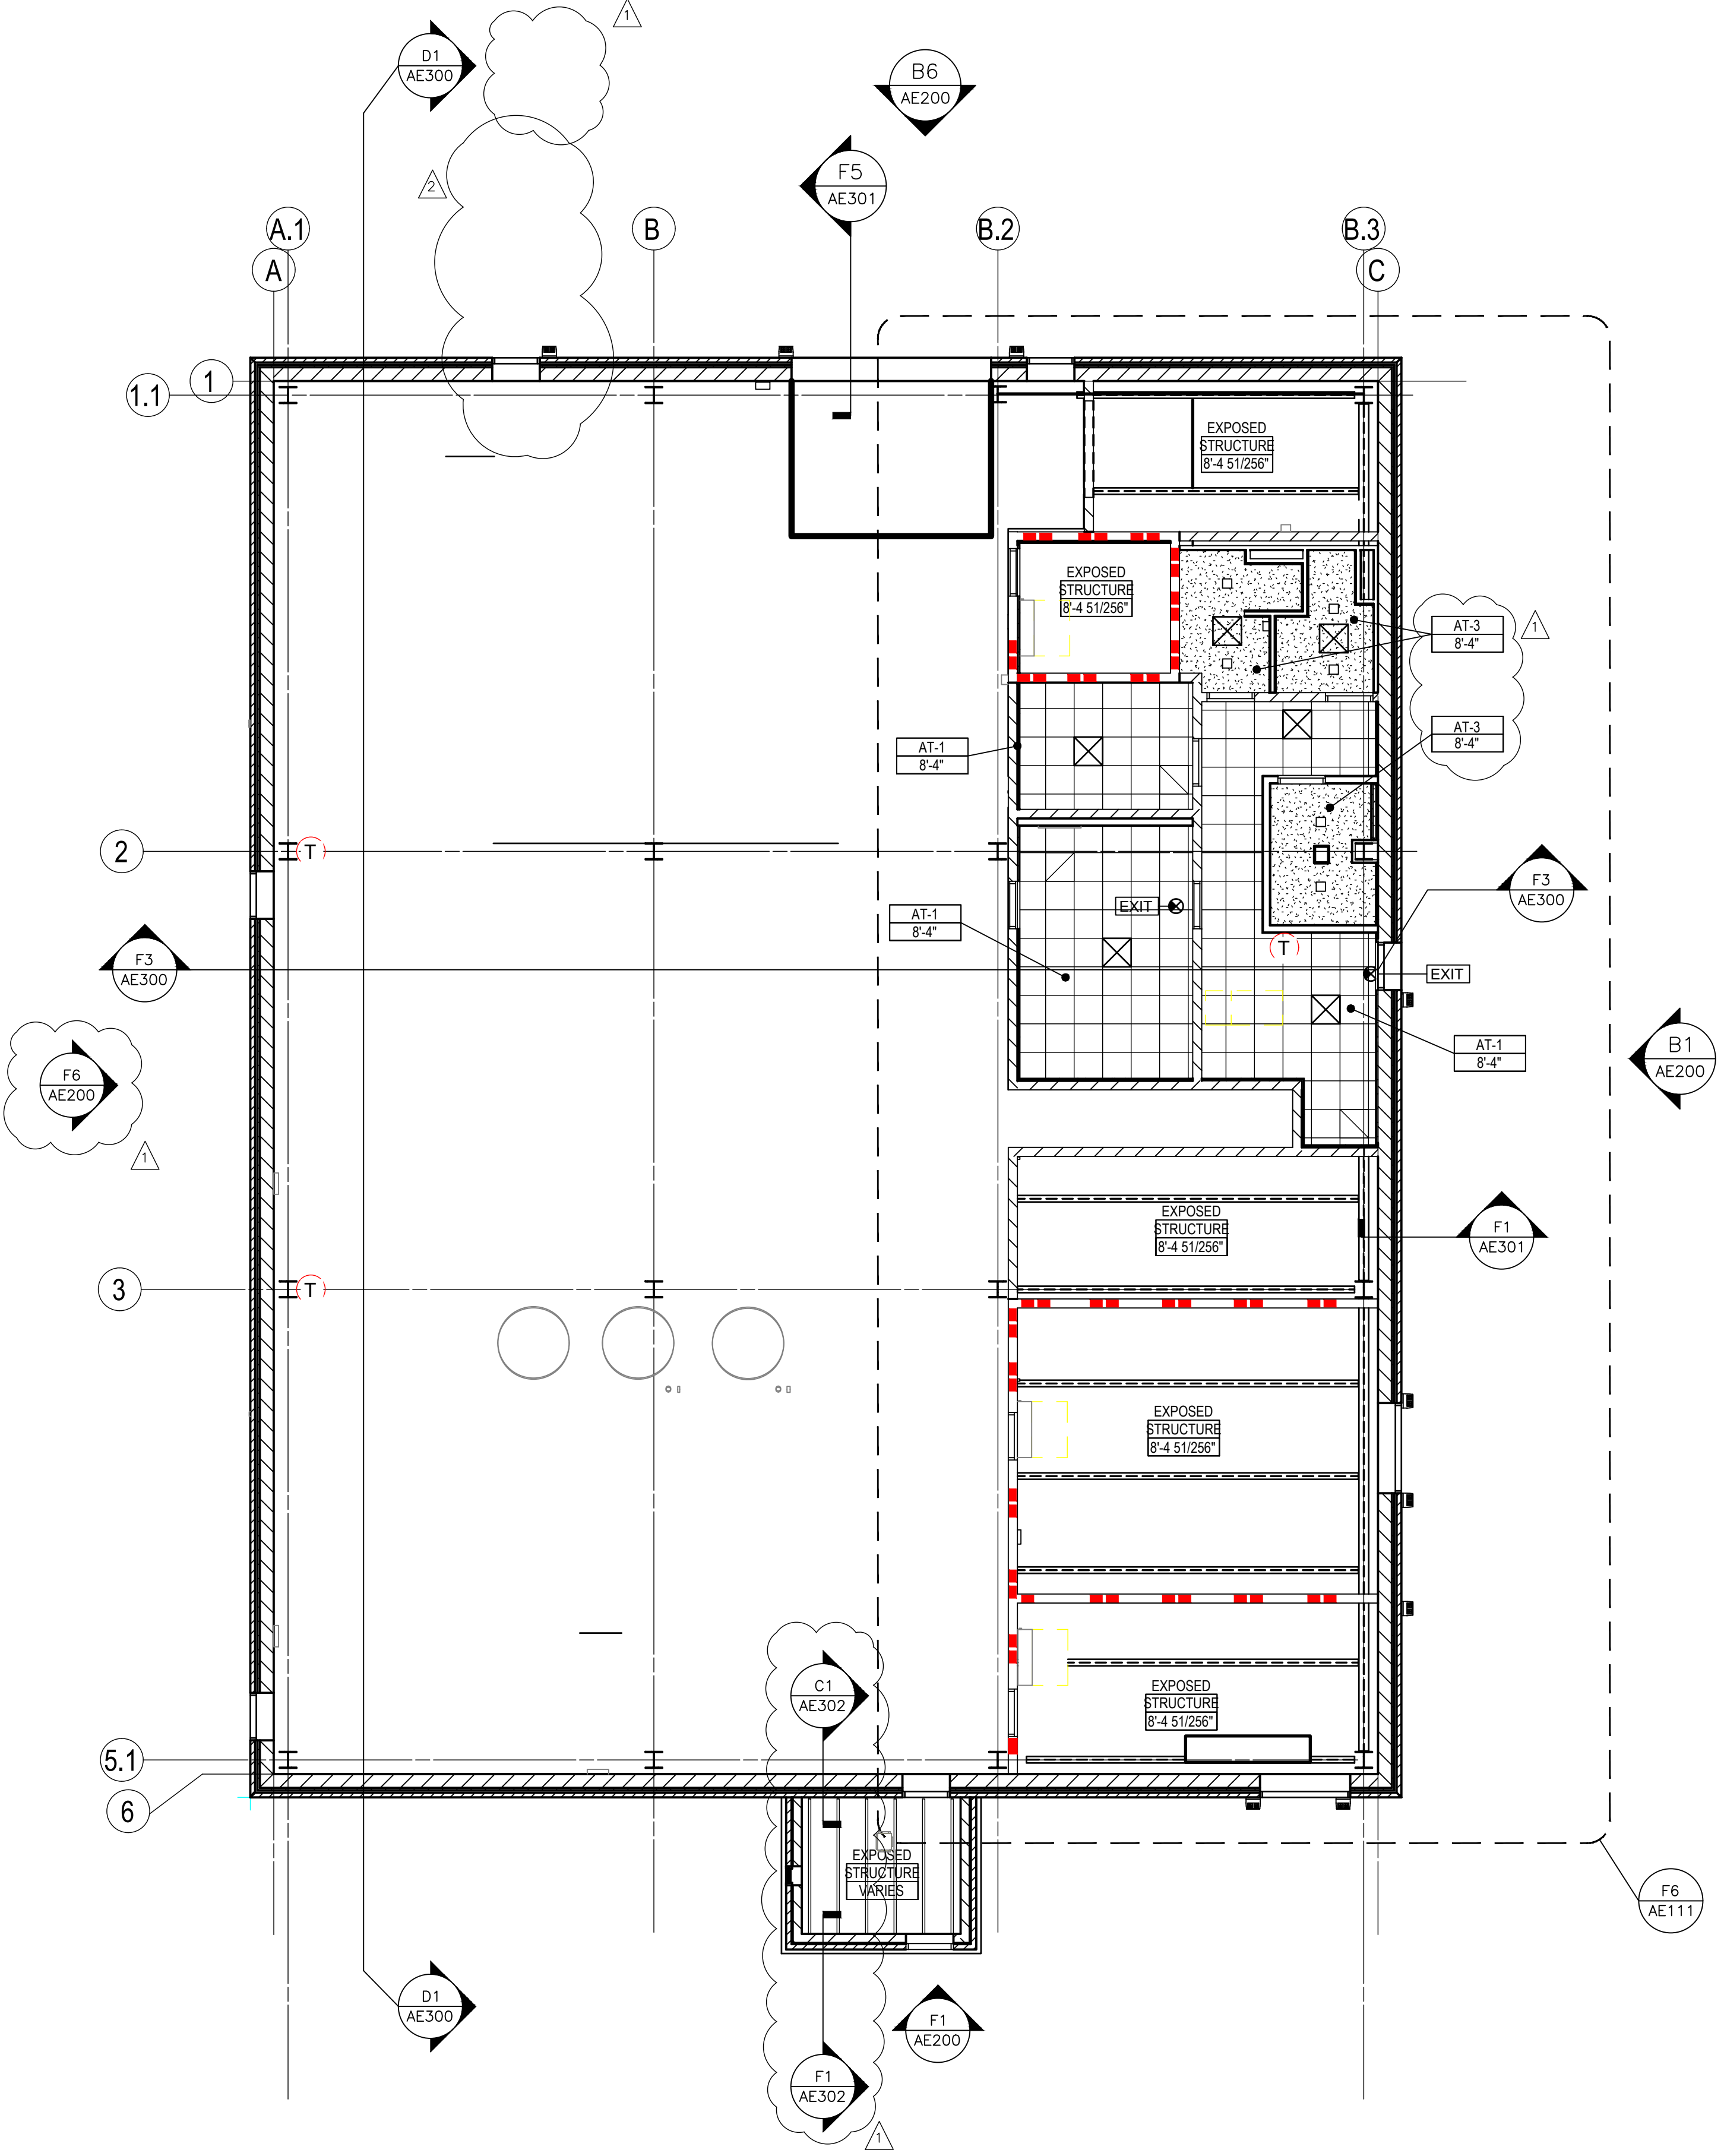 1
D1
AE300
B6
AE200
2
F5
AE301
A.1
B
B.2
B.3
A
C
1
1.1
EXPOSED
STRUCTURE
8'-4 51/256"
EXPOSED
STRUCTURE
8'-4 51/256"
AT-3
8'-4"
1
AT-3
8'-4"
AT-1
8'-4"
2
T
F3
AE300
EXIT
AT-1
8'-4"
T
F3
AE300
EXIT
AT-1
8'-4"
B1
AE200
F6
AE200
1
EXPOSED
STRUCTURE
8'-4 51/256"
F1
AE301
3
T
EXPOSED
STRUCTURE
8'-4 51/256"
C1
AE302
EXPOSED
STRUCTURE
8'-4 51/256"
5.1
6
EXPOSED
STRUCTURE
VARIES
F6
AE111
D1
AE300
F1
AE200
F1
AE302
1